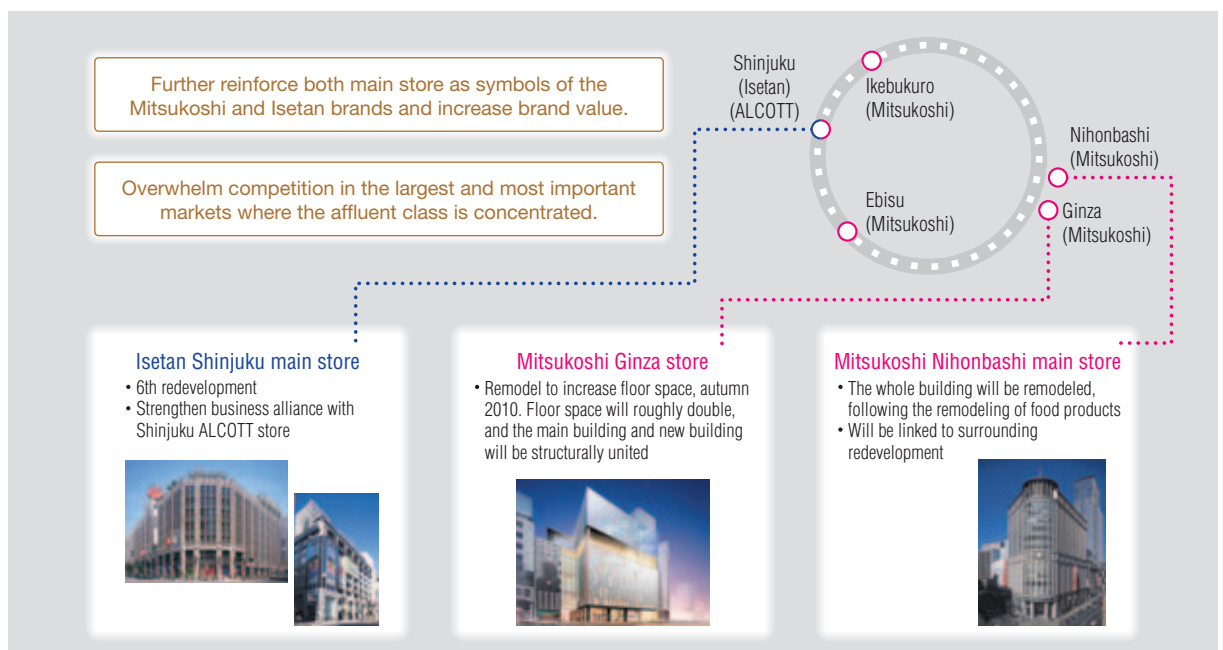 Further reinforce both main store as symbols of the
Mitsukoshi and Isetan brands and increase brand value.
Overwhelm competition in the largest and most important
markets where the affluent class is concentrated.
Shinjuku
(Isetan)
(ALCOTT)
Ikebukuro
(Mitsukoshi)
Nihonbashi
(Mitsukoshi)
Ebisu
(Mitsukoshi)
Ginza
(Mitsukoshi)
Isetan Shinjuku main store
• 6th redevelopment
• Strengthen business alliance with
Shinjuku ALCOTT store
Mitsukoshi Ginza store
• Remodel to increase floor space, autumn
2010. Floor space will roughly double,
and the main building and new building
will be structurally united
Mitsukoshi Nihonbashi main store
• The whole building will be remodeled,
following the remodeling of food products
• Will be linked to surrounding
redevelopment